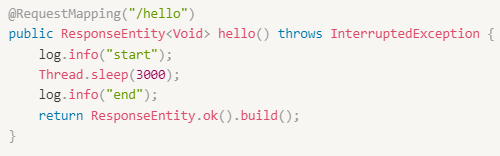 @RequestMapping("/hello")
public ResponseEntity<Void> hello() throws InterruptedException {
    log.info("start");
    Thread.sleep(3000);
    log.info("end");
    return ResponseEntity.ok().build();
}